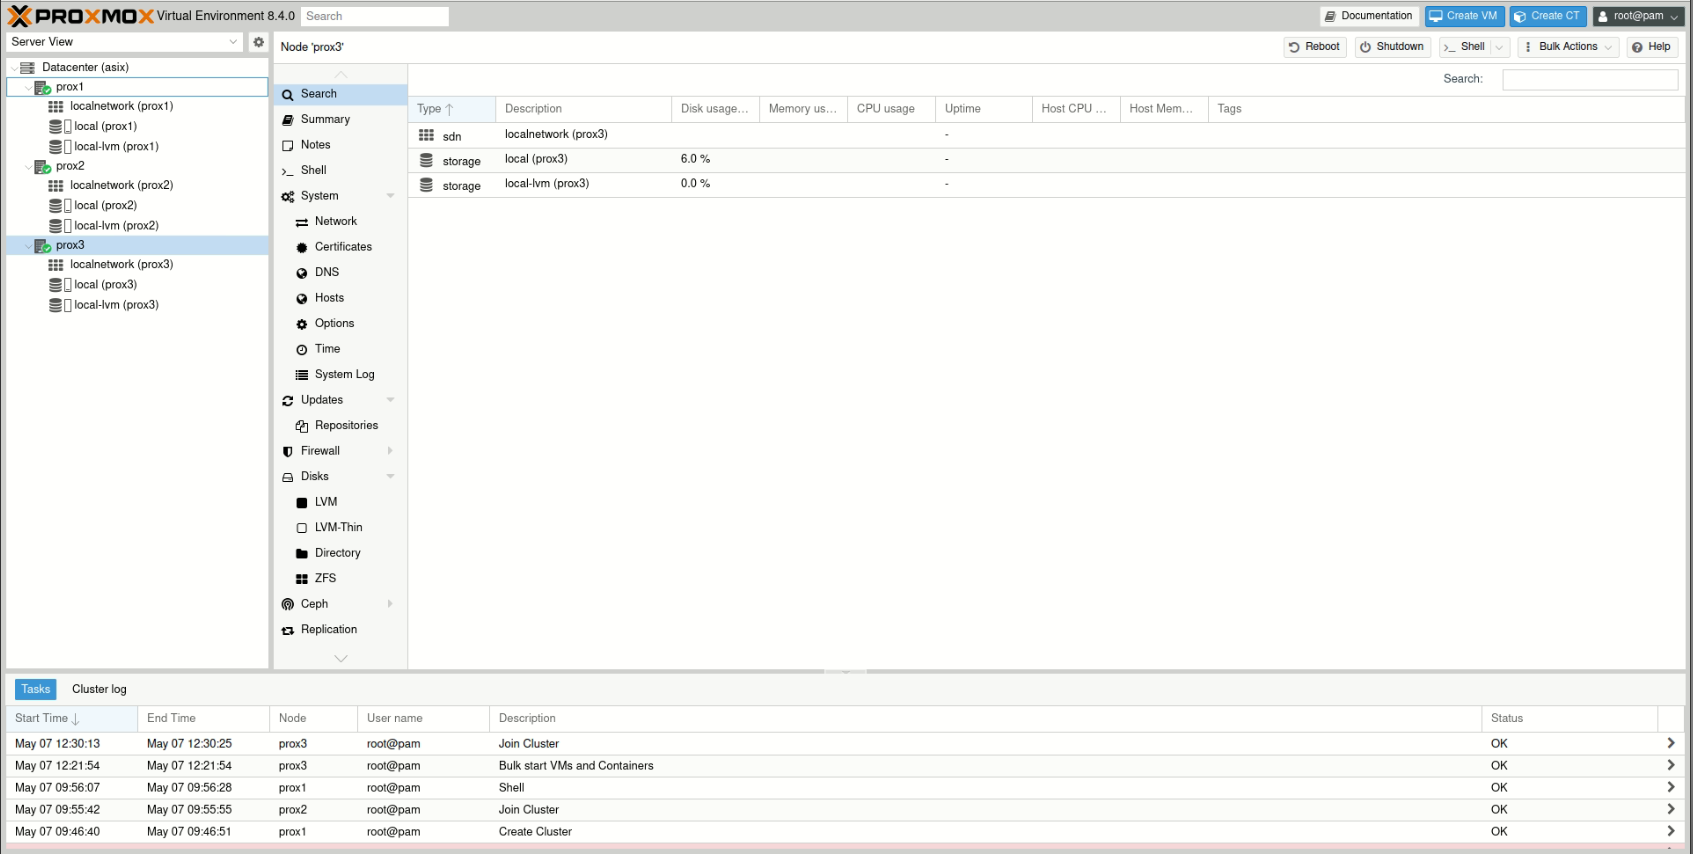 PROXMOX Virtual Environment 8.4.0 Search Documentation Create VM Create CT root@pam
Server View
Datacenter (asix)
prox1
localnetwork (prox1)
local (prox1)
local-lvm (prox1)
prox2
localnetwork (prox2)
local (prox2)
local-lvm (prox2)
prox3
localnetwork (prox3)
local (prox3)
local-lvm (prox3)
Node 'prox3' Reboot Shutdown >_ Shell Bulk Actions Help
Search
Summary
Notes
>_ Shell
System
Network
Certificates
DNS
Hosts
Options
Time
System Log
Updates
Repositories
Firewall
Disks
LVM
LVM-Thin
Directory
ZFS
Ceph
Replication
Search:
Type ↑ Description Disk usage... Memory us... CPU usage Uptime Host CPU ... Host Mem... Tags
sdn localnetwork (prox3) -
storage local (prox3) 6.0 % -
storage local-lvm (prox3) 0.0 % -
Tasks Cluster log
Start Time ↓ End Time Node User name Description Status
May 07 12:30:13 May 07 12:30:25 prox3 root@pam Join Cluster OK
May 07 12:21:54 May 07 12:21:54 prox3 root@pam Bulk start VMs and Containers OK
May 07 09:56:07 May 07 09:56:28 prox1 root@pam Shell OK
May 07 09:55:42 May 07 09:55:55 prox2 root@pam Join Cluster OK
May 07 09:46:40 May 07 09:46:51 prox1 root@pam Create Cluster OK